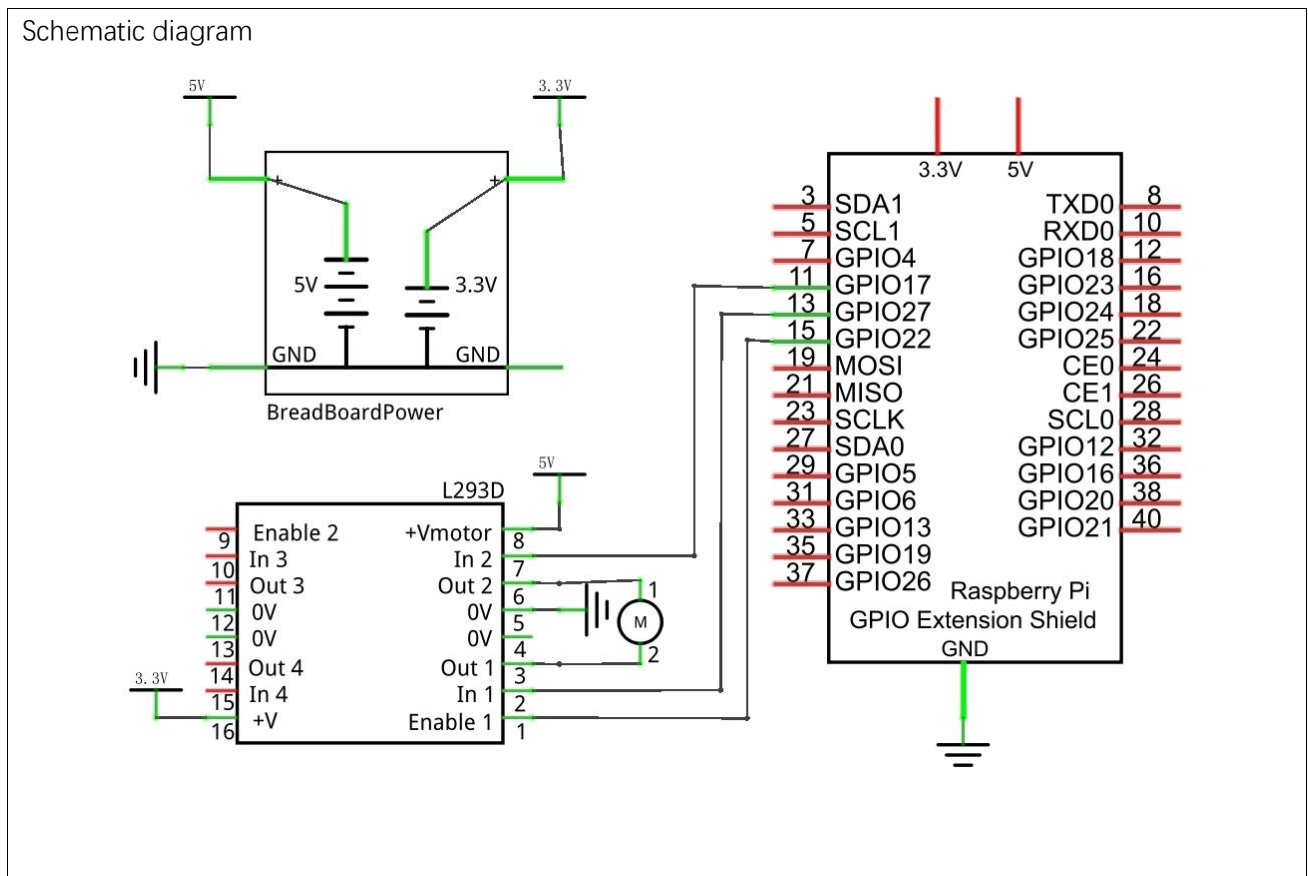 Schematic diagram
5V
3.3V
+
+
5V
3.3V
GND
GND
BreadBoardPower
3.3V
5V
3
SDA1
TXD0
8
5
SCL1
RXD0
10
7
GPIO4
GPIO18
12
11
GPIO17
GPIO23
16
13
GPIO27
GPIO24
18
15
GPIO22
GPIO25
22
19
MOSI
CE0
24
21
MISO
CE1
26
23
SCLK
SCL0
28
27
SDA0
GPIO12
32
29
GPIO5
GPIO16
36
31
GPIO6
GPIO20
38
33
GPIO13
GPIO21
40
35
GPIO19
37
GPIO26
Raspberry Pi
GPIO Extension Shield
GND
5V
L293D
9
Enable 2
+Vmotor
8
10
In 3
In 2
7
11
Out 3
Out 2
6
12
0V
0V
5
13
0V
0V
4
14
Out 4
Out 1
3
15
In 4
In 1
2
16
+V
Enable 1
1
3.3V
1
M
2